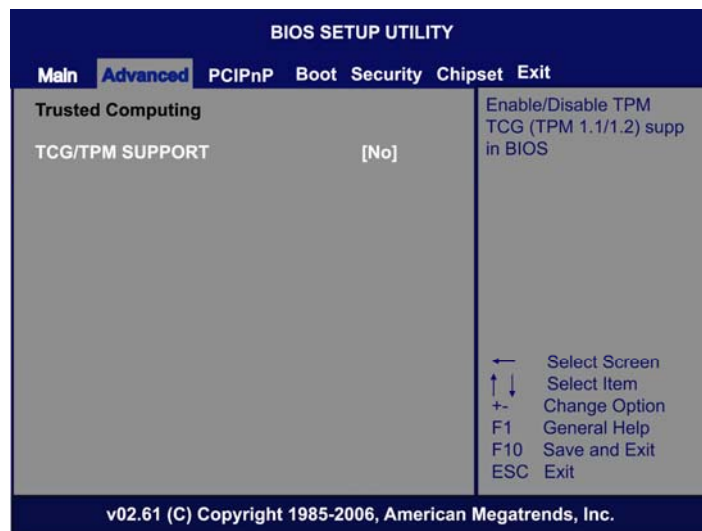 BIOS SETUP UTILITY
Main Advanced PCIPnP Boot Security Chipset Exit
Trusted Computing
TCG/TPM SUPPORT [No]
Enable/Disable TPM
TCG (TPM 1.1/1.2) supp
in BIOS
← Select Screen
↑↓ Select Item
+- Change Option
F1 General Help
F10 Save and Exit
ESC Exit
v02.61 (C) Copyright 1985-2006, American Megatrends, Inc.